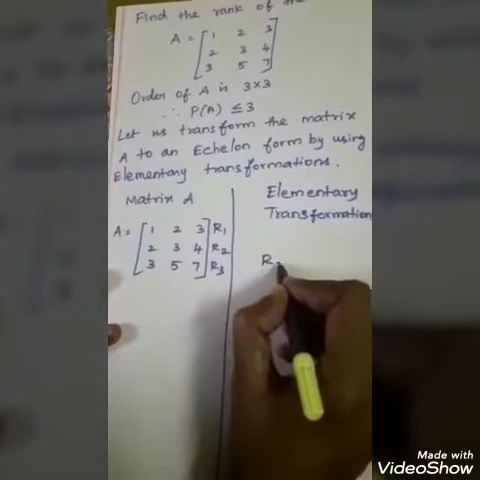 Find the rank of the
A = [ 1 2 3
2 3 4
3 5 7 ]
Order of A is 3×3
∴ P(A) ≤ 3
Let us transform the matrix
A to an Echelon form by using
Elementary transformations.
Matrix A
A = [ 1 2 3 ] R1
2 3 4 R2
3 5 7 R3
Elementary
Transformation
R
Made with
VideoShow